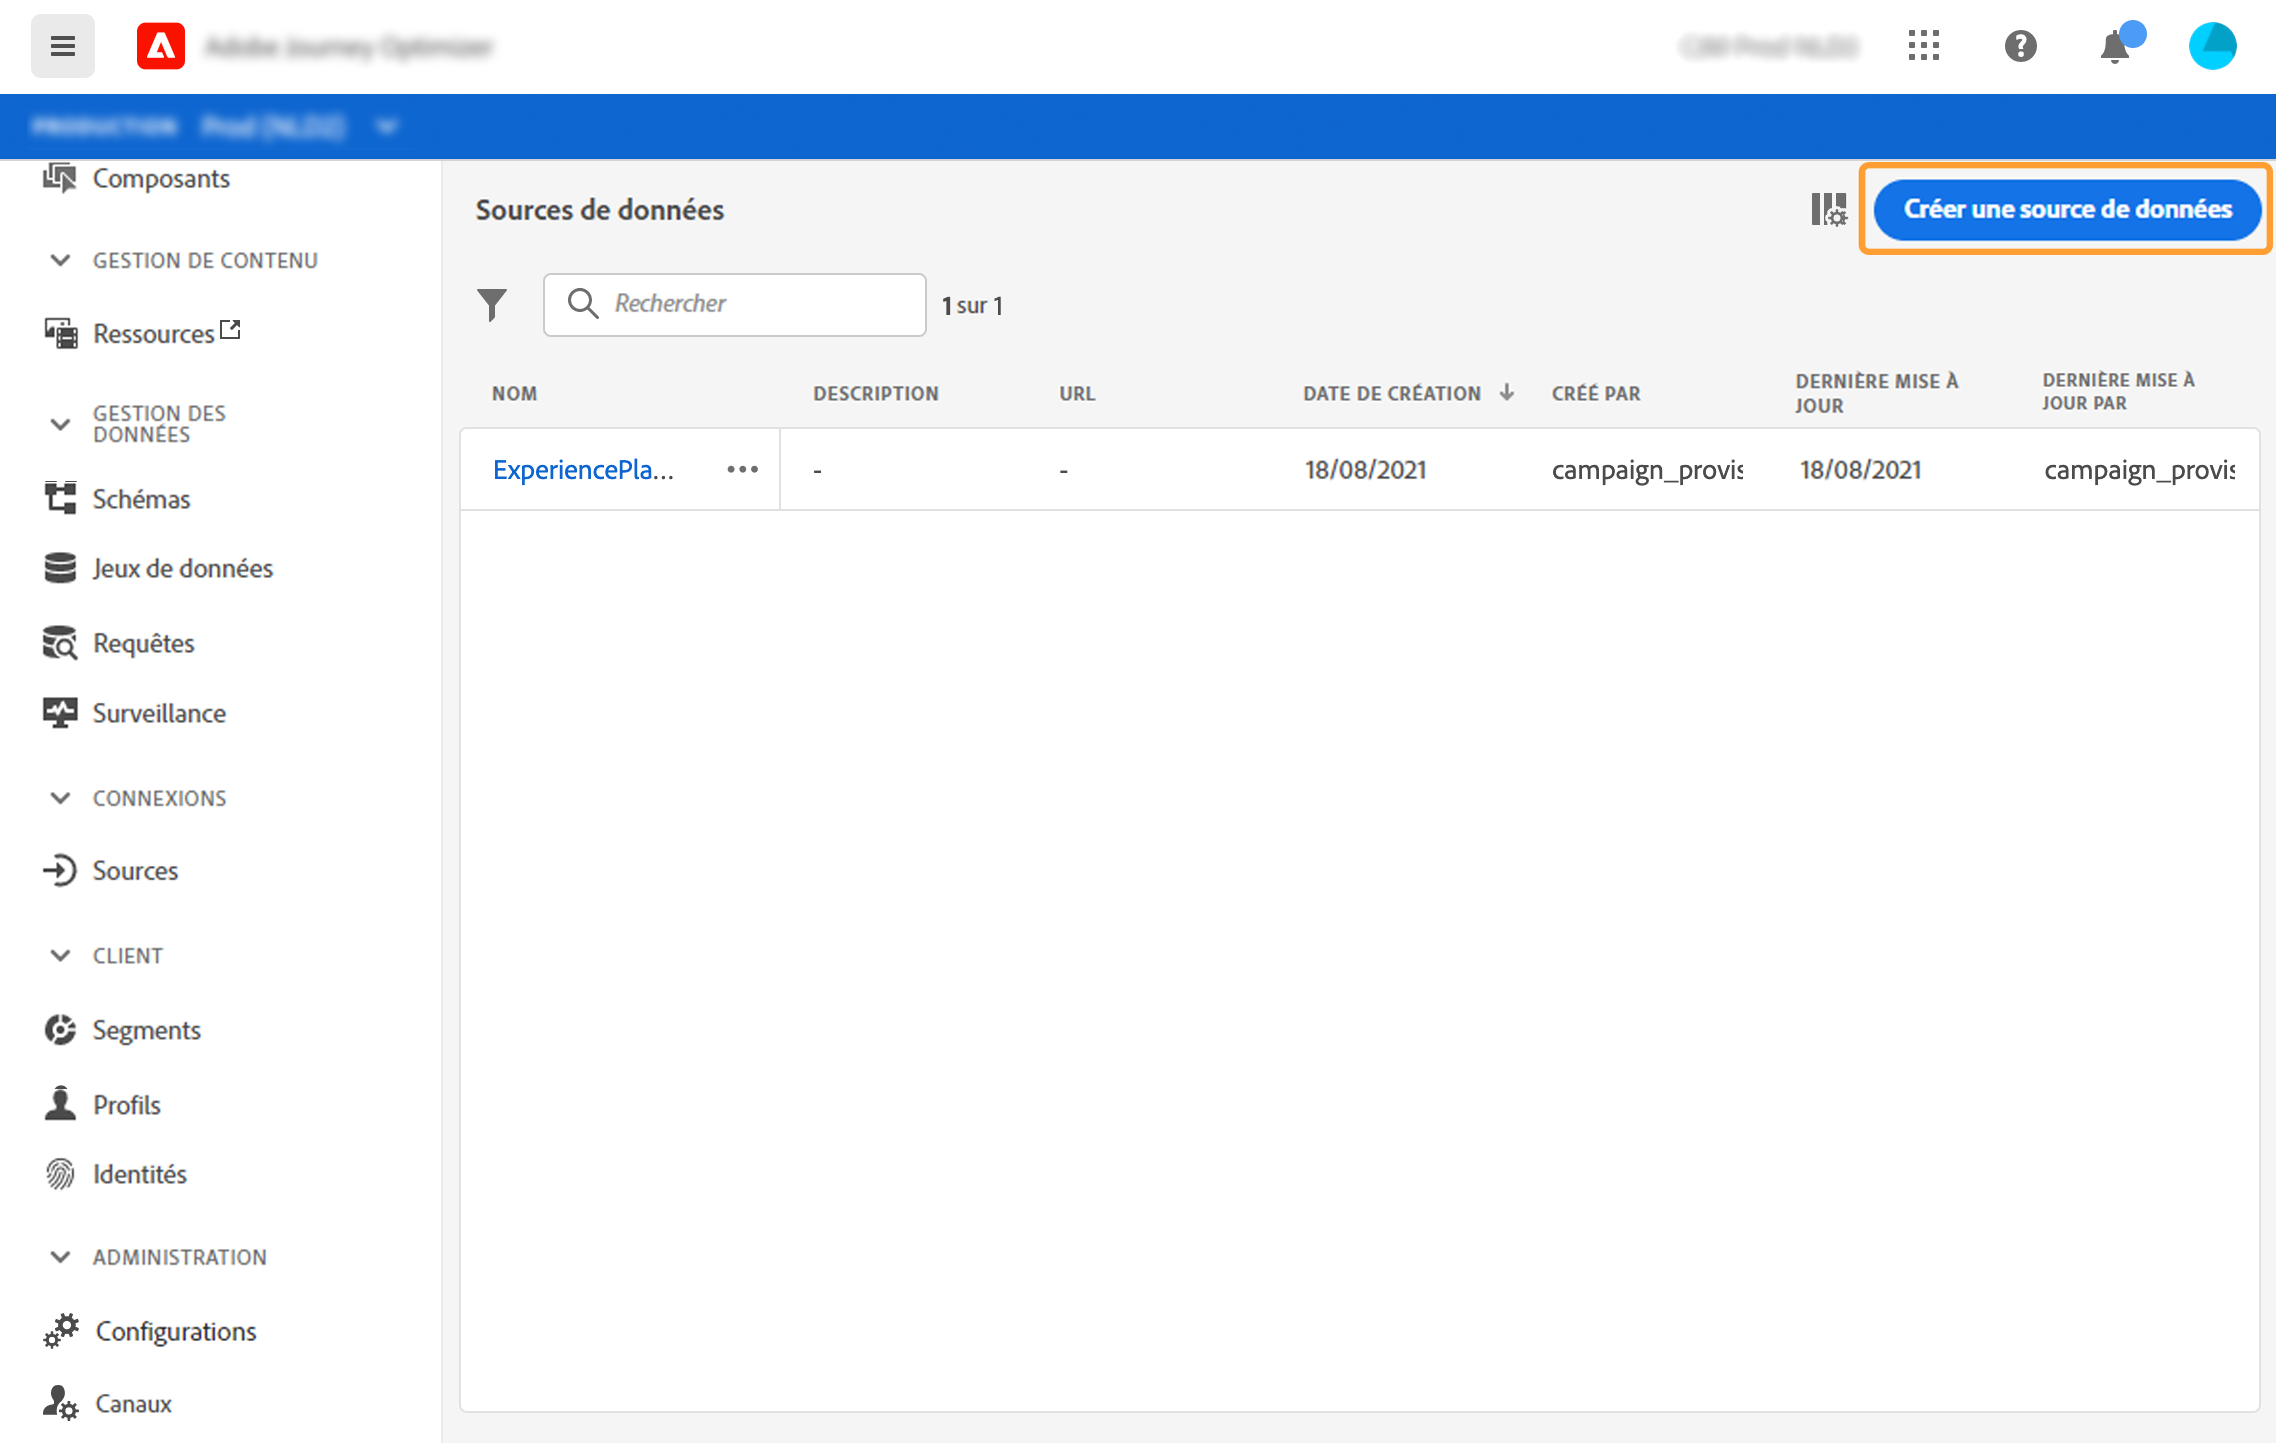 Composants
GESTION DE CONTENU
Ressources
GESTION DES
DONNÉES
Schémas
Jeux de données
Requêtes
Surveillance
CONNEXIONS
Sources
CLIENT
Segments
Profils
Identités
ADMINISTRATION
Configurations
Canaux
Sources de données
Créer une source de données
Rechercher
1 sur 1
NOM DESCRIPTION URL DATE DE CRÉATION CRÉÉ PAR DERNIÈRE MISE À JOUR DERNIÈRE MISE À JOUR PAR
ExperiencePla... - - 18/08/2021 campaign_provis 18/08/2021 campaign_provis